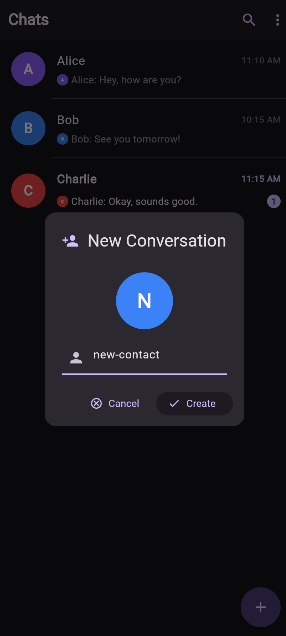 Chats
Alice
11:10 AM
A
A Alice: Hey, how are you?
Bob
10:15 AM
B
B Bob: See you tomorrow!
Charlie
11:15 AM
C
C Charlie: Okay, sounds good.
1
New Conversation
N
new-contact
Cancel
Create